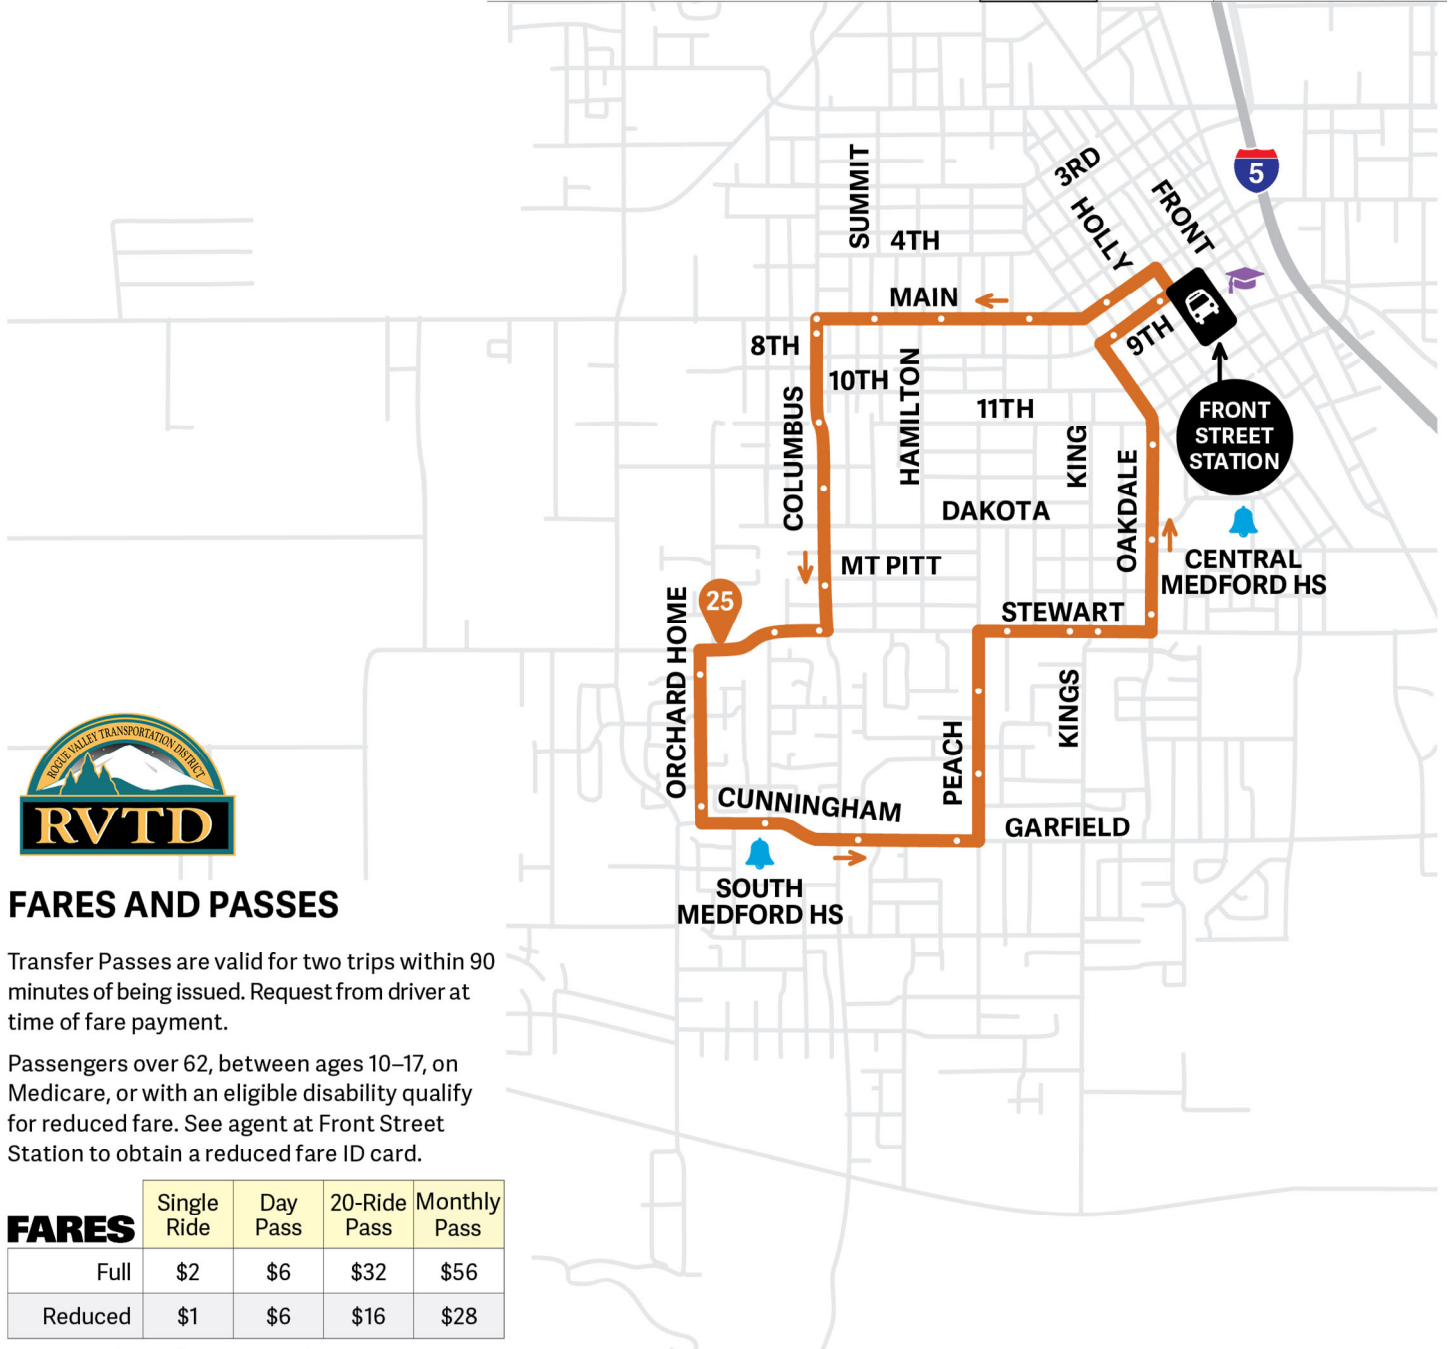 5
3RD
SUMMIT
HOLLY
FRONT
4TH
MAIN
8TH
9TH
10TH
HAMILTON
COLUMBUS
11TH
KING
OAKDALE
FRONT
STREET
STATION
DAKOTA
MT PITT
CENTRAL
MEDFORD HS
25
ORCHARD HOME
STEWART
KINGS
PEACH
CUNNINGHAM
GARFIELD
SOUTH
MEDFORD HS
ROGUE VALLEY TRANSPORTATION DISTRICT
RVTD
FARES AND PASSES
Transfer Passes are valid for two trips within 90
minutes of being issued. Request from driver at
time of fare payment.
Passengers over 62, between ages 10–17, on
Medicare, or with an eligible disability qualify
for reduced fare. See agent at Front Street
Station to obtain a reduced fare ID card.
FARES
Single
Ride
Day
Pass
20-Ride
Pass
Monthly
Pass
Full $2 $6 $32 $56
Reduced $1 $6 $16 $28